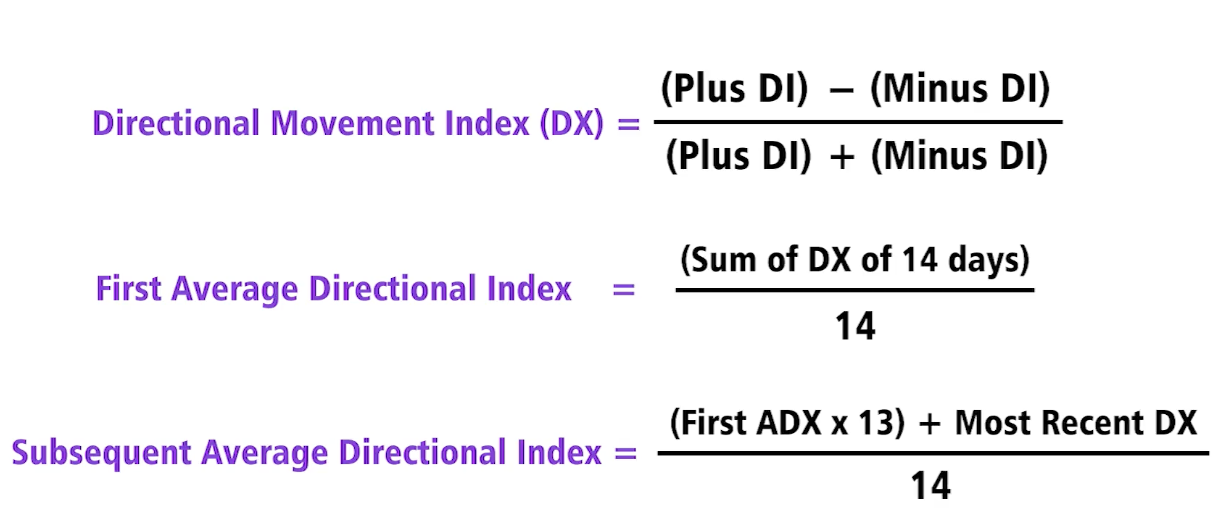 (Plus DI) – (Minus DI)
Directional Movement Index (DX) =
(Plus DI) + (Minus DI)
(Sum of DX of 14 days)
First Average Directional Index =
14
(First ADX x 13) + Most Recent DX
Subsequent Average Directional Index =
14